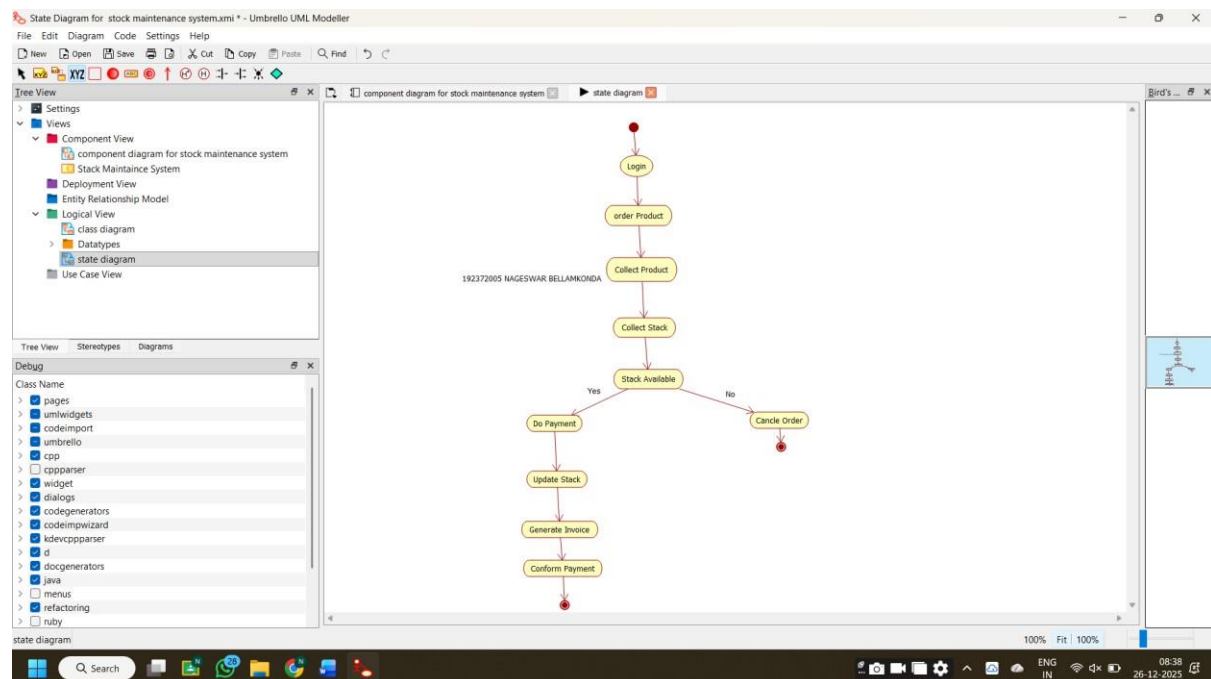 State Diagram for stock maintenance system.xmi * - Umbrello UML Modeller
File Edit Diagram Code Settings Help
New Open Save Cut Copy Paste Find
XYZ XYZ
Tree View
component diagram for stock maintenance system state diagram
Bird's ...
Settings
Views
Component View
component diagram for stock maintenance system
Stack Maintaince System
Deployment View
Entity Relationship Model
Logical View
class diagram
Datatypes
state diagram
Use Case View
Tree View Stereotypes Diagrams
Debug
Class Name
pages
umlwidgets
codeimport
umbrello
cpp
cppparser
widget
dialogs
codegenerators
codeimpwizard
kdevcppparser
d
docgenerators
java
menus
refactoring
ruby
Login
order Product
Collect Product
192372005 NAGESWAR BELLAMKONDA
Collect Stack
Stack Available
Yes
No
Do Payment
Cancle Order
Update Stack
Generate Invoice
Conform Payment
state diagram
100% Fit 100%
Search
28
ENG
IN
08:38
26-12-2025